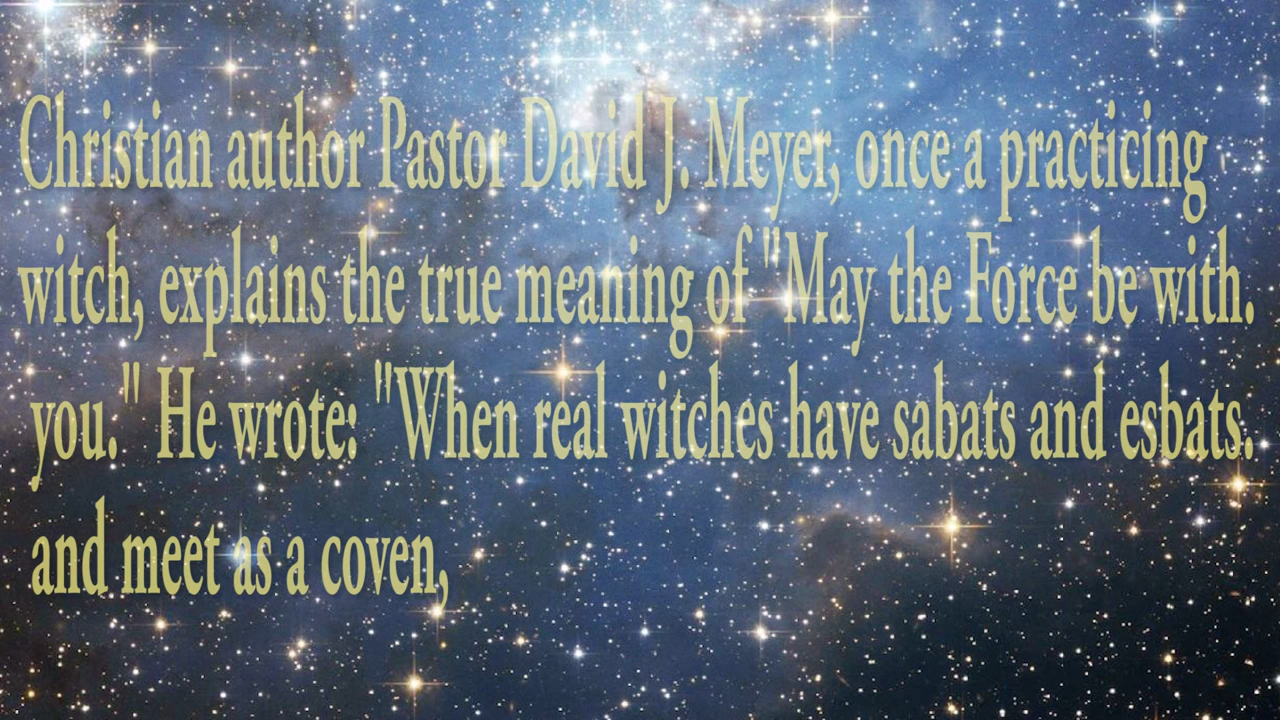 Christian author Pastor David J. Meyer, once a practicing
witch, explains the true meaning of "May the Force be with.
you." He wrote: "When real witches have sabats and esbats.
and meet as a coven,